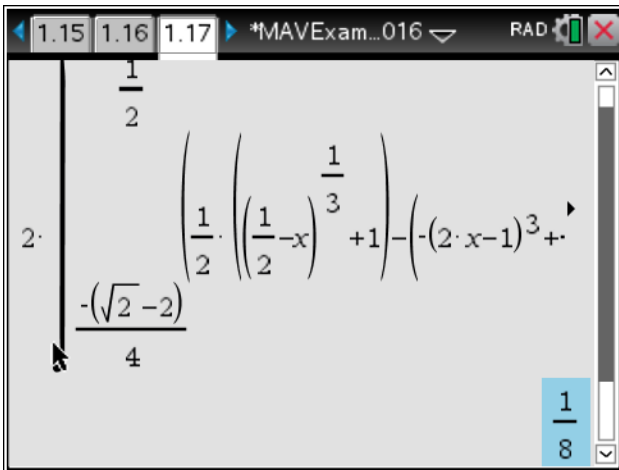 1.15 1.16 1.17 *MAVExam...016 RAD
1/2
2· (1/2·((1/2-x)^(1/3)+1)-(-(2·x-1)^3+·
-(√2-2)/4
1/8